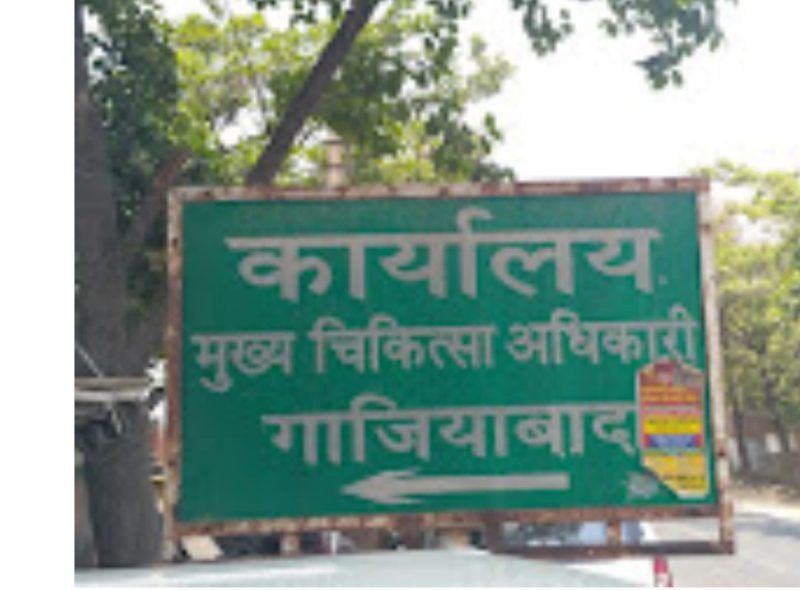 कार्यालय
मुख्य चिकित्सा अधिकारी
गाजियाबाद